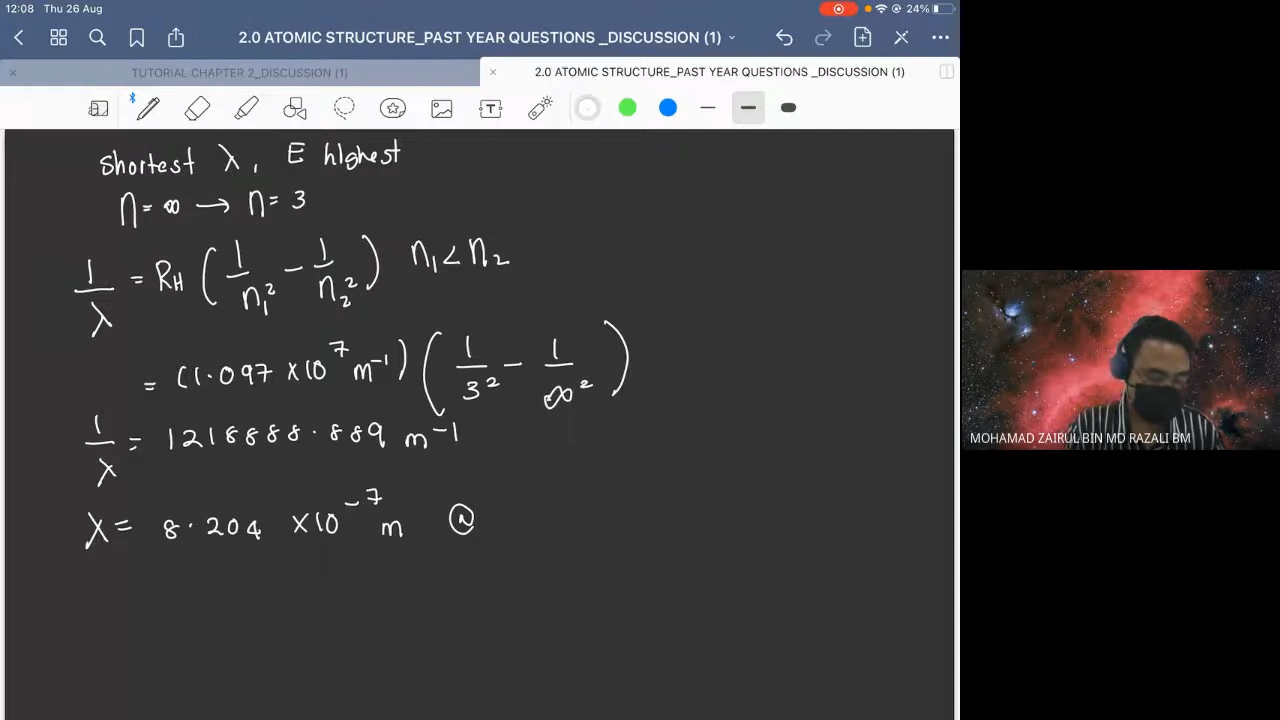 12:08 Thu 26 Aug
24%
2.0 ATOMIC STRUCTURE_PAST YEAR QUESTIONS _DISCUSSION (1)
TUTORIAL CHAPTER 2_DISCUSSION (1)
2.0 ATOMIC STRUCTURE_PAST YEAR QUESTIONS _DISCUSSION (1)
shortest λ, E highest
n = ∞ → n = 3
1/λ = RH (1/n₁² − 1/n₂²) n₁ < n₂
= (1.097 × 10⁷ m⁻¹) (1/3² − 1/∞²)
1/λ = 1218888.889 m⁻¹
λ = 8.204 × 10⁻⁷ m @
MOHAMAD ZAIRUL BIN MD RAZALI BM